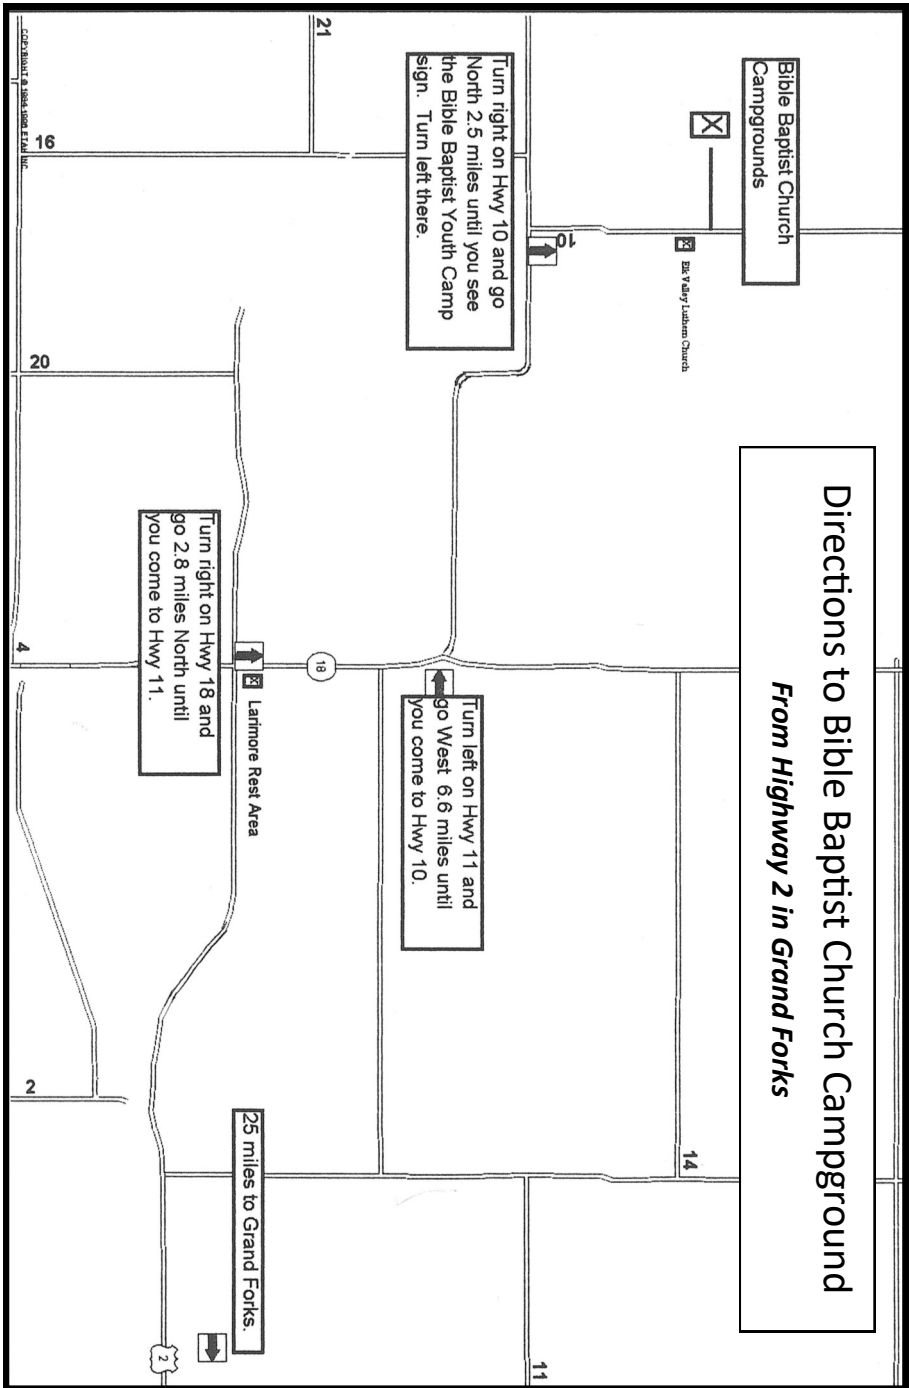 Directions to Bible Baptist Church Campground
From Highway 2 in Grand Forks
Bible Baptist Church
Campgrounds
X
Elk Valley Luthern Church
10
Turn right on Hwy 10 and go
North 2.5 miles until you see
the Bible Baptist Youth Camp
sign. Turn left there.
21
16
20
14
11
Turn left on Hwy 11 and
go West 6.6 miles until
you come to Hwy 10.
18
Larimore Rest Area
Turn right on Hwy 18 and
go 2.8 miles North until
you come to Hwy 11.
4
2
25 miles to Grand Forks.
2